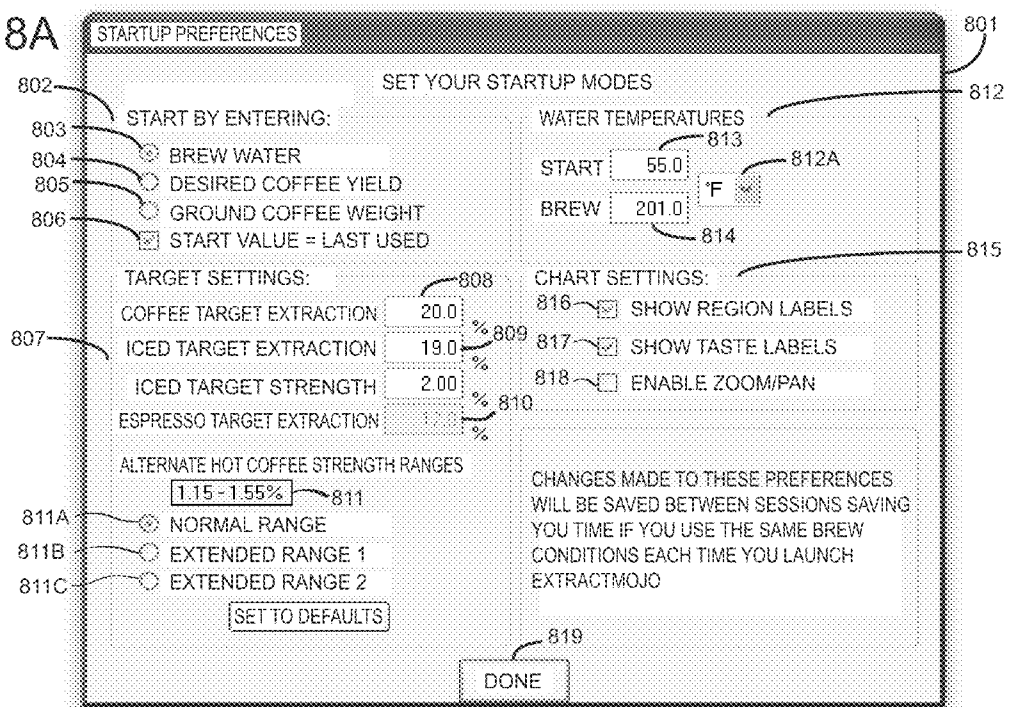 8A
STARTUP PREFERENCES
801
SET YOUR STARTUP MODES
802
START BY ENTERING:
803
BREW WATER
804
DESIRED COFFEE YIELD
805
GROUND COFFEE WEIGHT
806
START VALUE = LAST USED
WATER TEMPERATURES
812
813
START 55.0
812A
°F
BREW 201.0
814
TARGET SETTINGS:
807
808
COFFEE TARGET EXTRACTION 20.0 %
809
ICED TARGET EXTRACTION 19.0 %
ICED TARGET STRENGTH 2.00 %
810
ESPRESSO TARGET EXTRACTION %
ALTERNATE HOT COFFEE STRENGTH RANGES
1.15 - 1.55% 811
811A
NORMAL RANGE
811B
EXTENDED RANGE 1
811C
EXTENDED RANGE 2
SET TO DEFAULTS
CHART SETTINGS:
815
816
SHOW REGION LABELS
817
SHOW TASTE LABELS
818
ENABLE ZOOM/PAN
CHANGES MADE TO THESE PREFERENCES
WILL BE SAVED BETWEEN SESSIONS SAVING
YOU TIME IF YOU USE THE SAME BREW
CONDITIONS EACH TIME YOU LAUNCH
EXTRACTMOJO
819
DONE